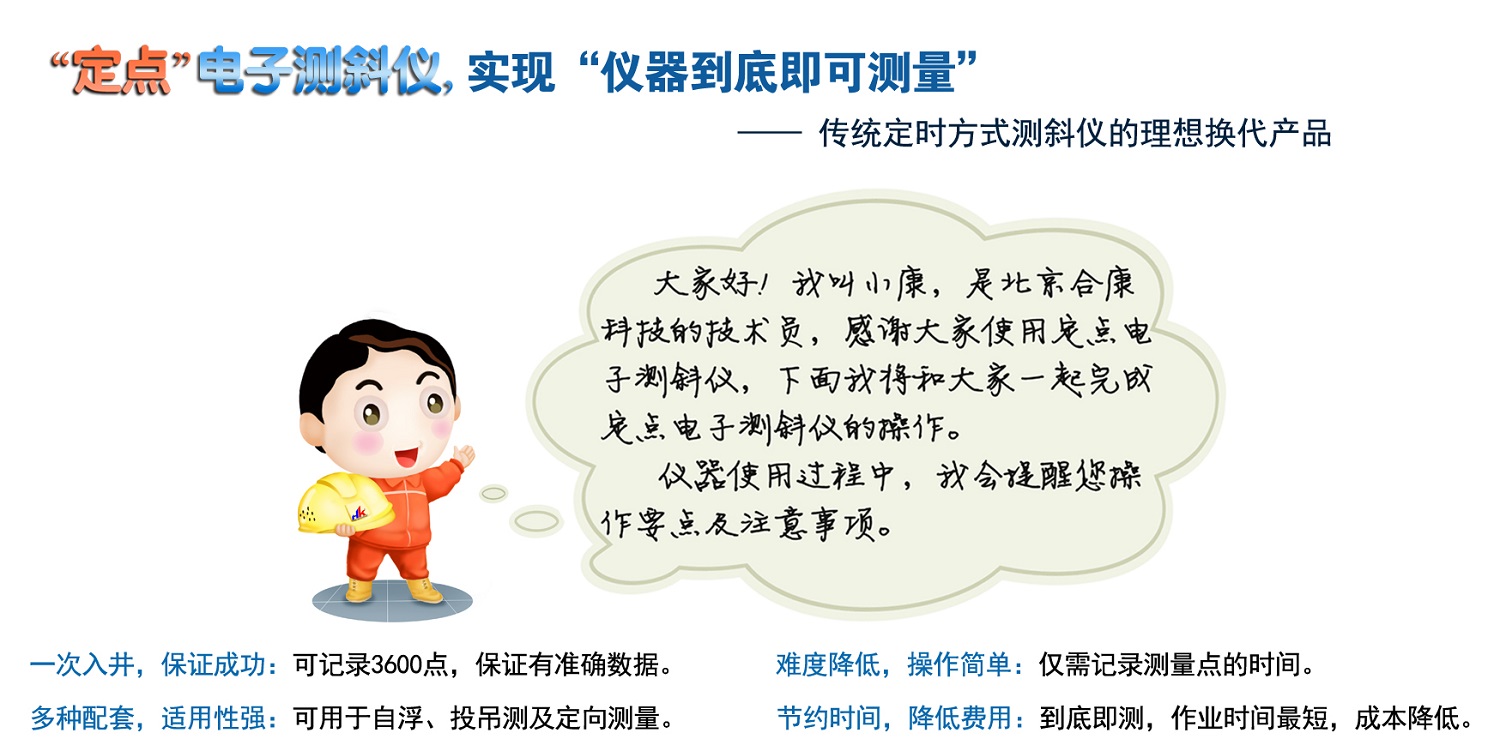 “定点”电子测斜仪,实现“仪器到底即可测量”
—— 传统定时方式测斜仪的理想换代产品
大家好！我叫小康，是北京合康
科技的技术员，感谢大家使用定点电
子测斜仪，下面我将和大家一起完成
定点电子测斜仪的操作。
仪器使用过程中，我会提醒您操
作要点及注意事项。
一次入井，保证成功：可记录3600点，保证有准确数据。
难度降低，操作简单：仅需记录测量点的时间。
多种配套，适用性强：可用于自浮、投吊测及定向测量。
节约时间，降低费用：到底即测，作业时间最短，成本降低。